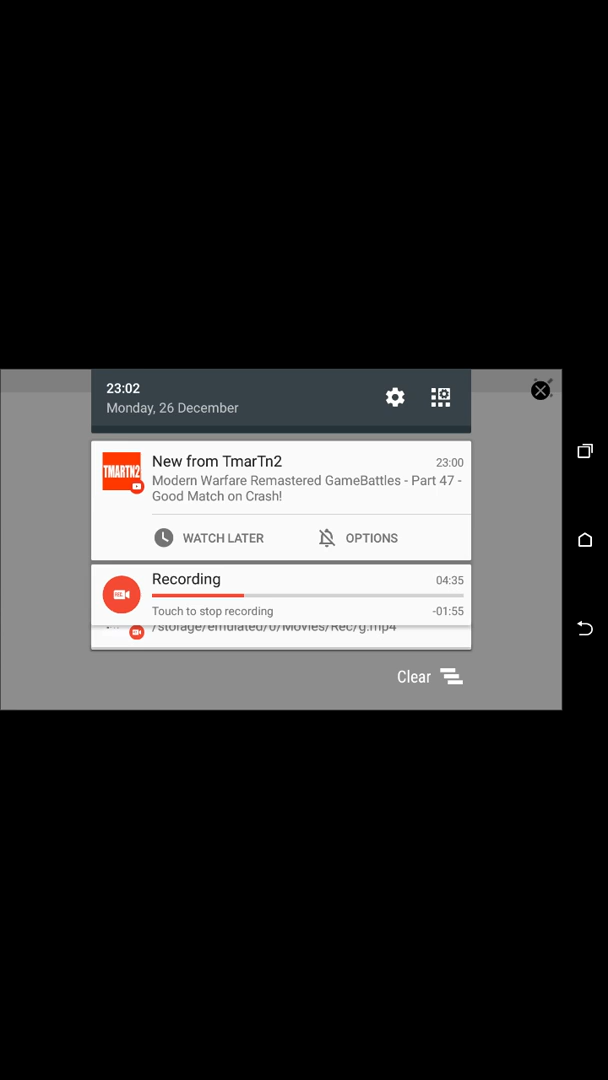 23:02
Monday, 26 December
TMARTN2
New from TmarTn2
23:00
Modern Warfare Remastered GameBattles - Part 47 -
Good Match on Crash!
WATCH LATER
OPTIONS
Recording
04:35
REC
Touch to stop recording
-01:55
/storage/emulated/0/Movies/Rec/g.mp4
Clear